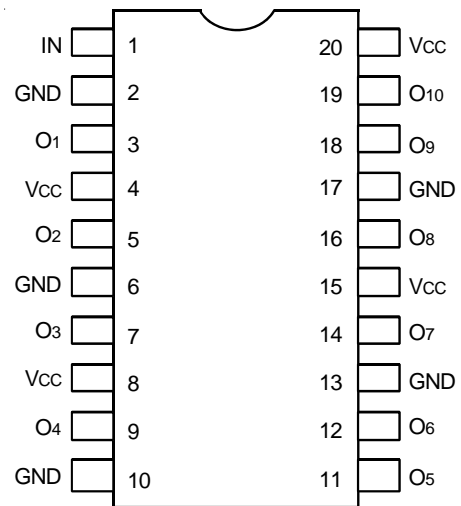 IN 1 20 VCC
GND 2 19 O10
O1 3 18 O9
VCC 4 17 GND
O2 5 16 O8
GND 6 15 VCC
O3 7 14 O7
VCC 8 13 GND
O4 9 12 O6
GND 10 11 O5